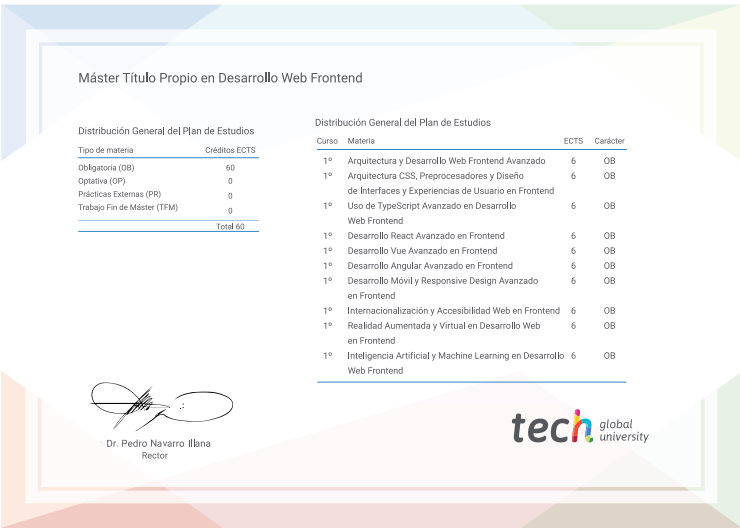 Máster Título Propio en Desarrollo Web Frontend
Distribución General del Plan de Estudios
Tipo de materia Créditos ECTS
Obligatoria (OB) 60
Optativa (OP) 0
Prácticas Externas (PR) 0
Trabajo Fin de Máster (TFM) 0
Total 60
Distribución General del Plan de Estudios
Curso Materia ECTS Carácter
1º Arquitectura y Desarrollo Web Frontend Avanzado 6 OB
1º Arquitectura CSS, Preprocesadores y Diseño 6 OB
de Interfaces y Experiencias de Usuario en Frontend
1º Uso de TypeScript Avanzado en Desarrollo 6 OB
Web Frontend
1º Desarrollo React Avanzado en Frontend 6 OB
1º Desarrollo Vue Avanzado en Frontend 6 OB
1º Desarrollo Angular Avanzado en Frontend 6 OB
1º Desarrollo Móvil y Responsive Design Avanzado 6 OB
en Frontend
1º Internacionalización y Accesibilidad Web en Frontend 6 OB
1º Realidad Aumentada y Virtual en Desarrollo Web 6 OB
en Frontend
1º Inteligencia Artificial y Machine Learning en Desarrollo 6 OB
Web Frontend
Dr. Pedro Navarro Illana
Rector
tech global
university